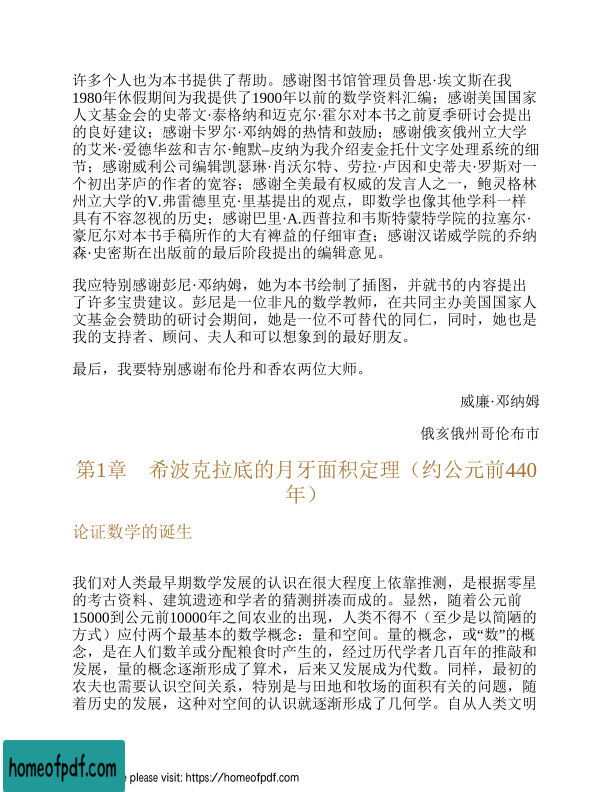 许多个人也为本书提供了帮助。感谢图书馆管理员鲁思·埃文斯在我
1980年休假期间为我提供了1900年以前的数学资料汇编；感谢美国国家
人文基金会的史蒂文·泰格纳和迈克尔·霍尔对本书之前夏季研讨会提出
的良好建议；感谢卡罗尔·邓纳姆的热情和鼓励；感谢俄亥俄州立大学
的艾米·爱德华兹和吉尔·鲍默–皮纳为我介绍麦金托什文字处理系统的细
节；感谢威利公司编辑凯瑟琳·肖沃尔特、劳拉·卢因和史蒂夫·罗斯对一
个初出茅庐的作者的宽容；感谢全美最有权威的发言人之一，鲍灵格林
州立大学的V.弗雷德里克·里基提出的观点，即数学也像其他学科一样
具有不容忽视的历史；感谢巴里·A.西普拉和韦斯特蒙特学院的拉塞尔·
豪厄尔对本书手稿所作的大有裨益的仔细审查；感谢汉诺威学院的乔纳
森·史密斯在出版前的最后阶段提出的编辑意见。
我应特别感谢彭尼·邓纳姆，她为本书绘制了插图，并就书的内容提出
了许多宝贵建议。彭尼是一位非凡的数学教师，在共同主办美国国家人
文基金会赞助的研讨会期间，她是一位不可替代的同仁，同时，她也是
我的支持者、顾问、夫人和可以想象到的最好朋友。
最后，我要特别感谢布伦丹和香农两位大师。
威廉·邓纳姆
俄亥俄州哥伦布市
第1章　希波克拉底的月牙面积定理（约公元前440
年）
论证数学的诞生
我们对人类最早期数学发展的认识在很大程度上依靠推测，是根据零星
的考古资料、建筑遗迹和学者的猜测拼凑而成的。显然，随着公元前
15000到公元前10000年之间农业的出现，人类不得不（至少是以简陋的
方式）应付两个最基本的数学概念：量和空间。量的概念，或“数”的概
念，是在人们数羊或分配粮食时产生的，经过历代学者几百年的推敲和
发展，量的概念逐渐形成了算术，后来又发展成为代数。同样，最初的
农夫也需要认识空间关系，特别是与田地和牧场的面积有关的问题，随
着历史的发展，这种对空间的认识就逐渐形成了几何学。自从人类文明
homeofpdf.com
e please visit: https://homeofpdf.com